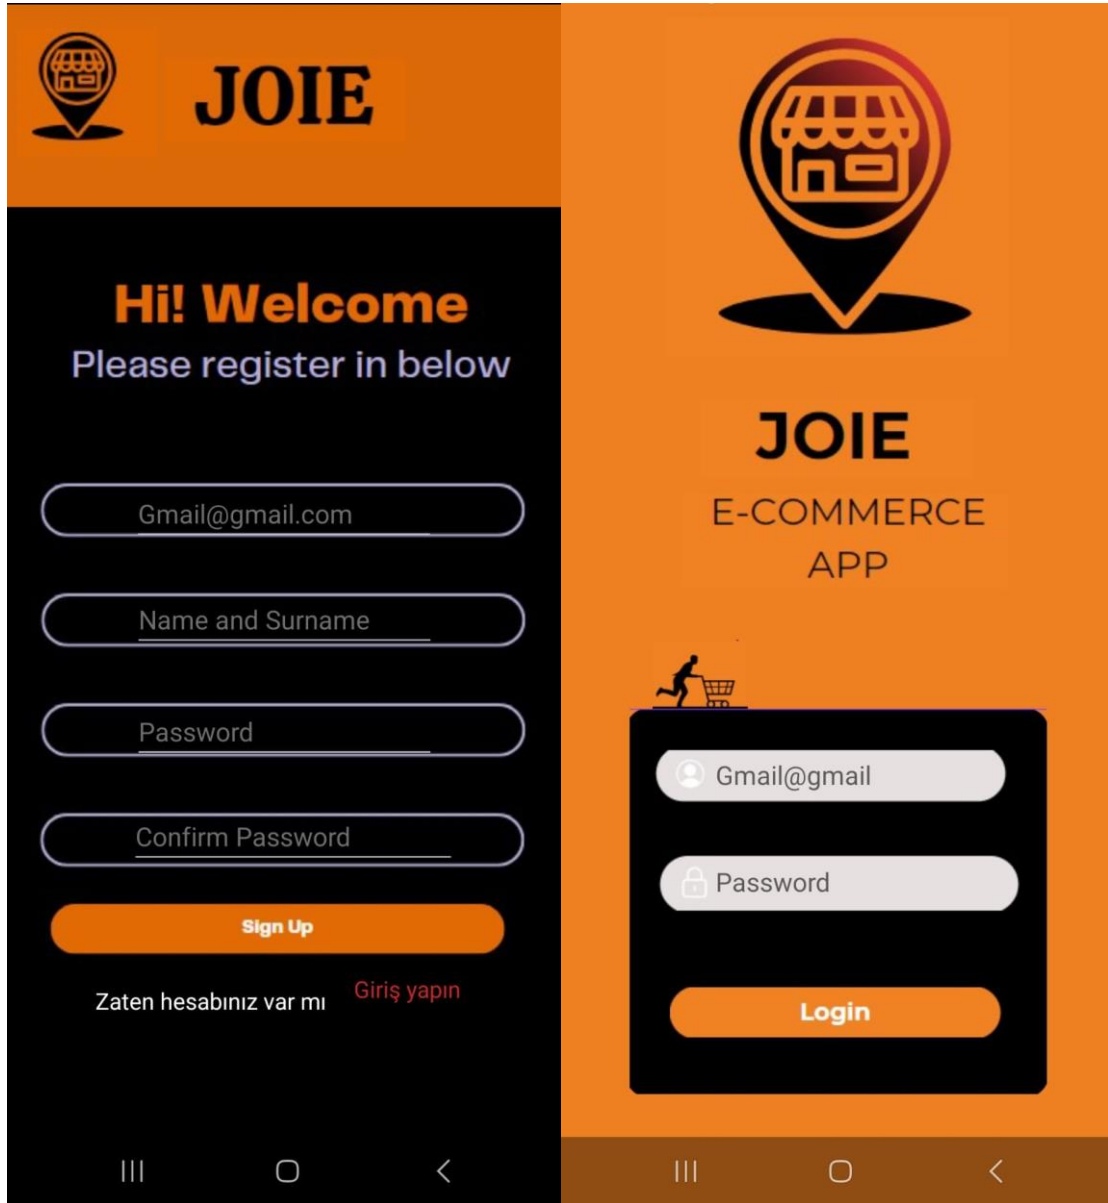 JOIE
Hi! Welcome
Please register in below
Gmail@gmail.com
Name and Surname
Password
Confirm Password
Sign Up
Zaten hesabınız var mı Giriş yapın
JOIE
E-COMMERCE
APP
Gmail@gmail
Password
Login